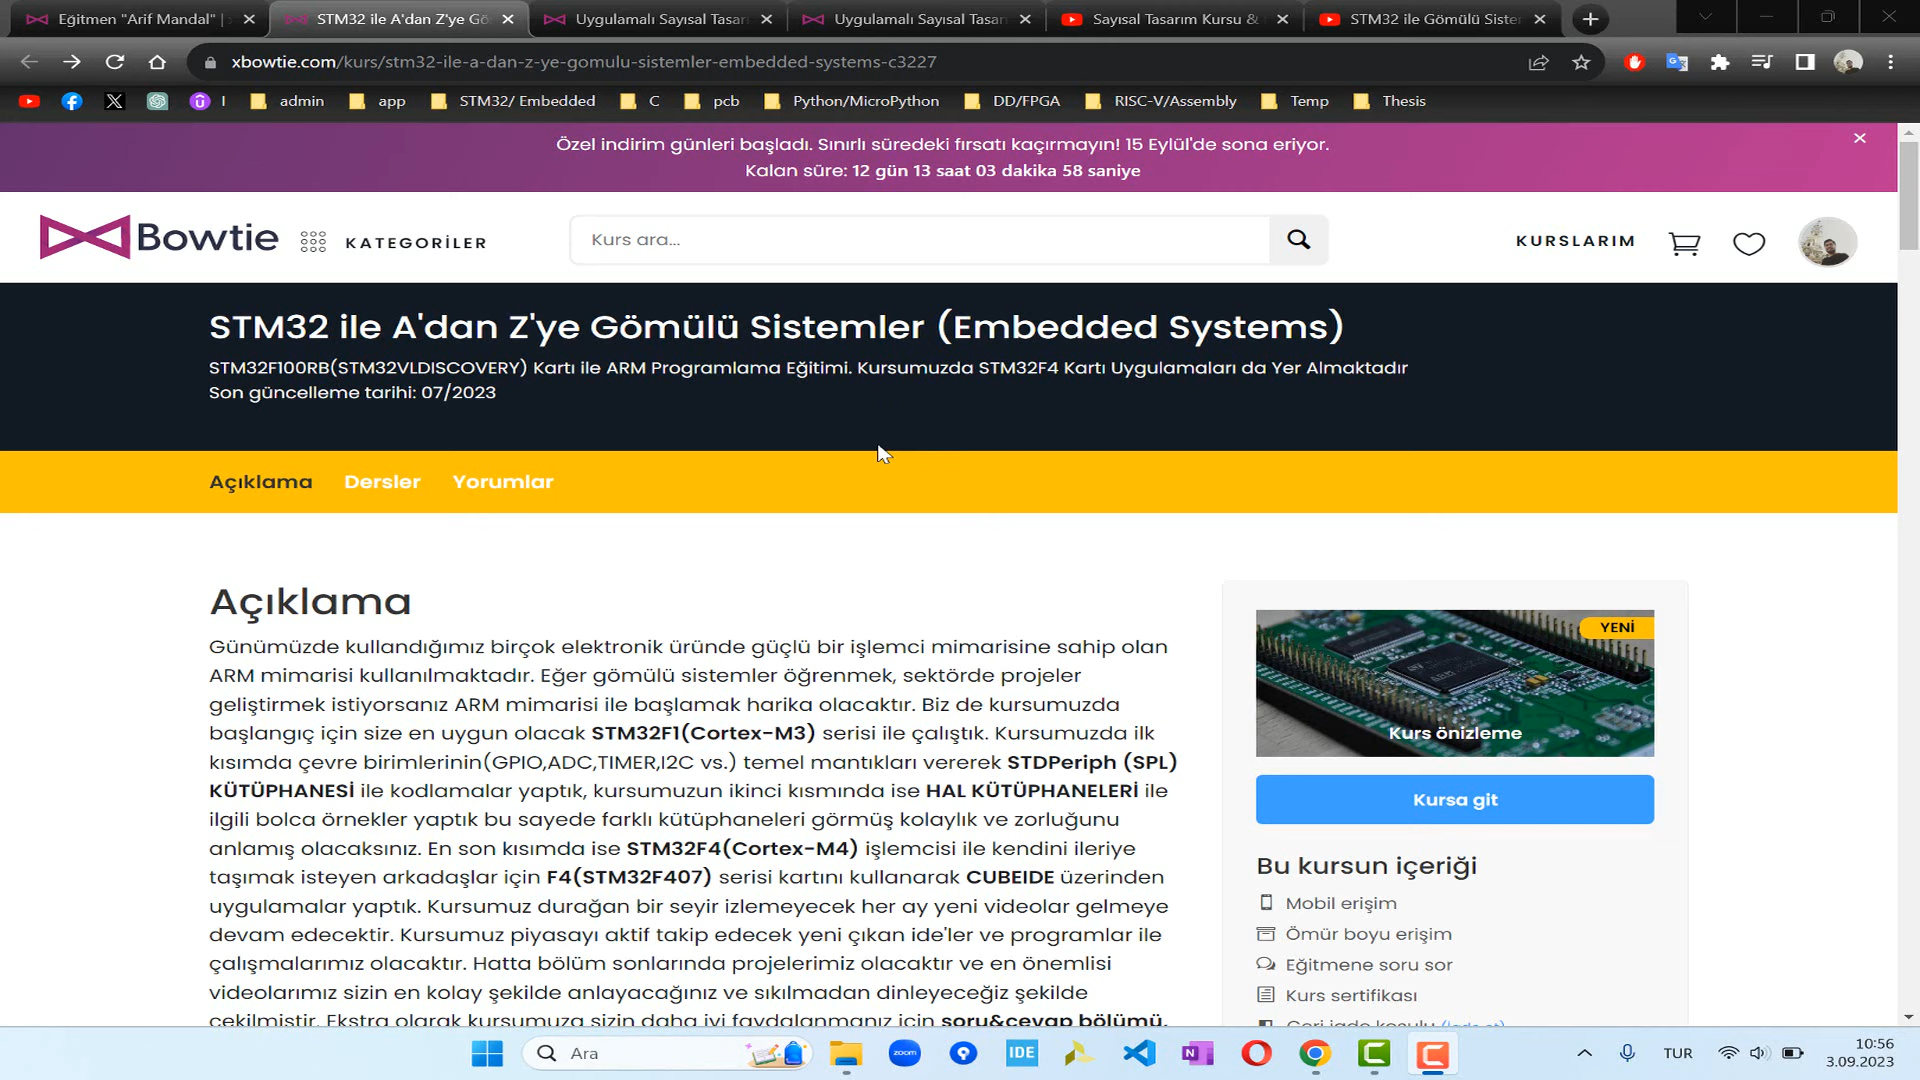 Eğitmen "Arif Mandal" |
STM32 ile A'dan Z'ye Gö
Uygulamalı Sayısal Tasarı
Uygulamalı Sayısal Tasarı
Sayısal Tasarım Kursu &
STM32 ile Gömülü Siste
xbowtie.com/kurs/stm32-ile-a-dan-z-ye-gomulu-sistemler-embedded-systems-c3227
I
admin
app
STM32/ Embedded
C
pcb
Python/MicroPython
DD/FPGA
RISC-V/Assembly
Temp
Thesis
Özel indirim günleri başladı. Sınırlı süredeki fırsatı kaçırmayın! 15 Eylül'de sona eriyor.
Kalan süre: 12 gün 13 saat 03 dakika 58 saniye
Bowtie
KATEGORİLER
Kurs ara...
KURSLARIM
STM32 ile A'dan Z'ye Gömülü Sistemler (Embedded Systems)
STM32F100RB(STM32VLDISCOVERY) Kartı ile ARM Programlama Eğitimi. Kursumuzda STM32F4 Kartı Uygulamaları da Yer Almaktadır
Son güncelleme tarihi: 07/2023
Açıklama
Dersler
Yorumlar
Açıklama
Günümüzde kullandığımız birçok elektronik üründe güçlü bir işlemci mimarisine sahip olan
ARM mimarisi kullanılmaktadır. Eğer gömülü sistemler öğrenmek, sektörde projeler
geliştirmek istiyorsanız ARM mimarisi ile başlamak harika olacaktır. Biz de kursumuzda
başlangıç için size en uygun olacak STM32F1(Cortex-M3) serisi ile çalıştık. Kursumuzda ilk
kısımda çevre birimlerinin(GPIO,ADC,TIMER,I2C vs.) temel mantıkları vererek STDPeriph (SPL)
KÜTÜPHANESİ ile kodlamalar yaptık, kursumuzun ikinci kısmında ise HAL KÜTÜPHANELERİ ile
ilgili bolca örnekler yaptık bu sayede farklı kütüphaneleri görmüş kolaylık ve zorluğunu
anlamış olacaksınız. En son kısımda ise STM32F4(Cortex-M4) işlemcisi ile kendini ileriye
taşımak isteyen arkadaşlar için F4(STM32F407) serisi kartını kullanarak CUBEIDE üzerinden
uygulamalar yaptık. Kursumuz durağan bir seyir izlemeyecek her ay yeni videolar gelmeye
devam edecektir. Kursumuz piyasayı aktif takip edecek yeni çıkan ide'ler ve programlar ile
çalışmalarımız olacaktır. Hatta bölüm sonlarında projelerimiz olacaktır ve en önemlisi
videolarımız sizin en kolay şekilde anlayacağınız ve sıkılmadan dinleyeceğiz şekilde
çekilmiştir. Ekstra olarak kursumuza sizin daha iyi faydalanmanız için soru&cevap bölümü,
YENİ
Kurs önizleme
Kursa git
Bu kursun içeriği
Mobil erişim
Ömür boyu erişim
Eğitmene soru sor
Kurs sertifikası
Geri iade koşulu (İade et)
Ara
zoom
IDE
TUR
10:56
3.09.2023